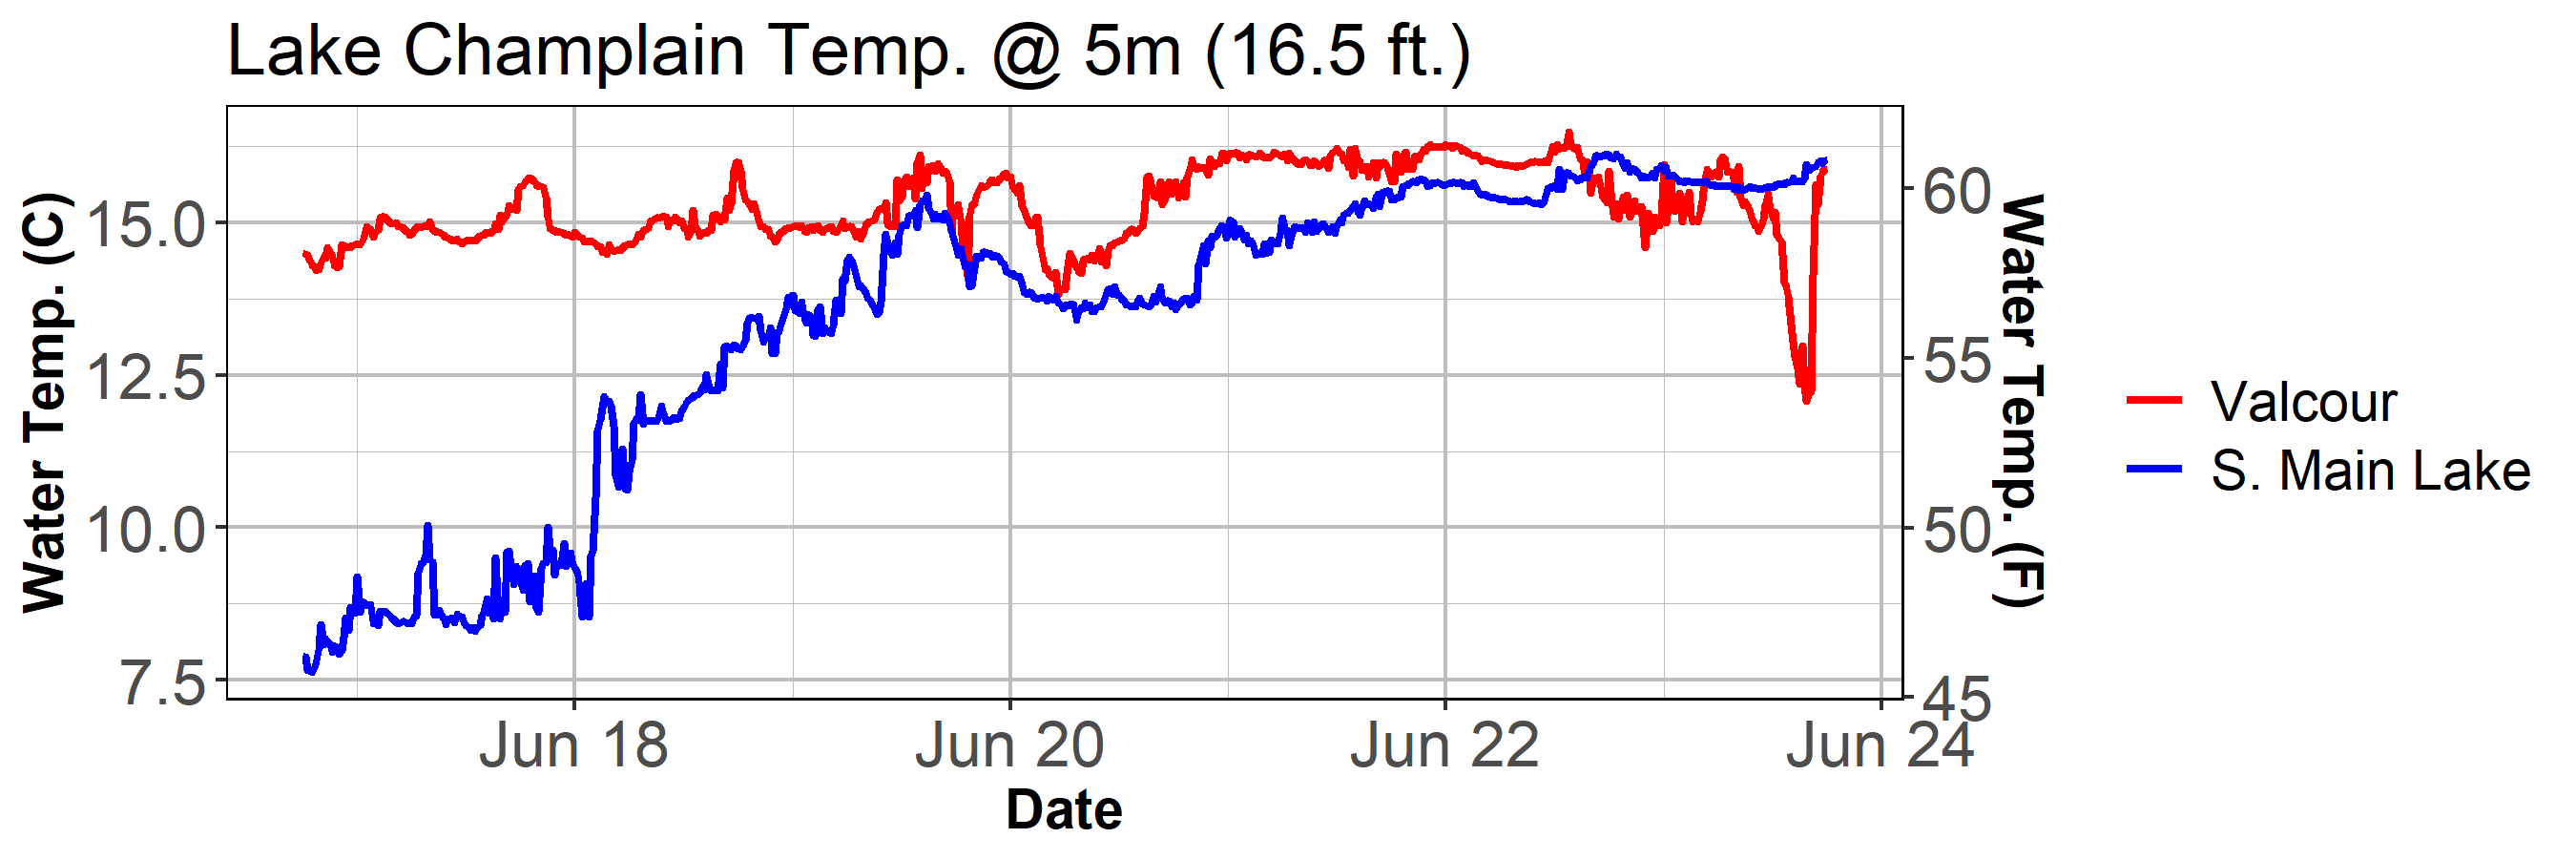 Lake Champlain Temp. @ 5m (16.5 ft.)
Water Temp. (C)
15.0
12.5
10.0
7.5
60
55
50
45
Water Temp. (F)
Jun 18
Jun 20
Jun 22
Jun 24
Date
Valcour
S. Main Lake